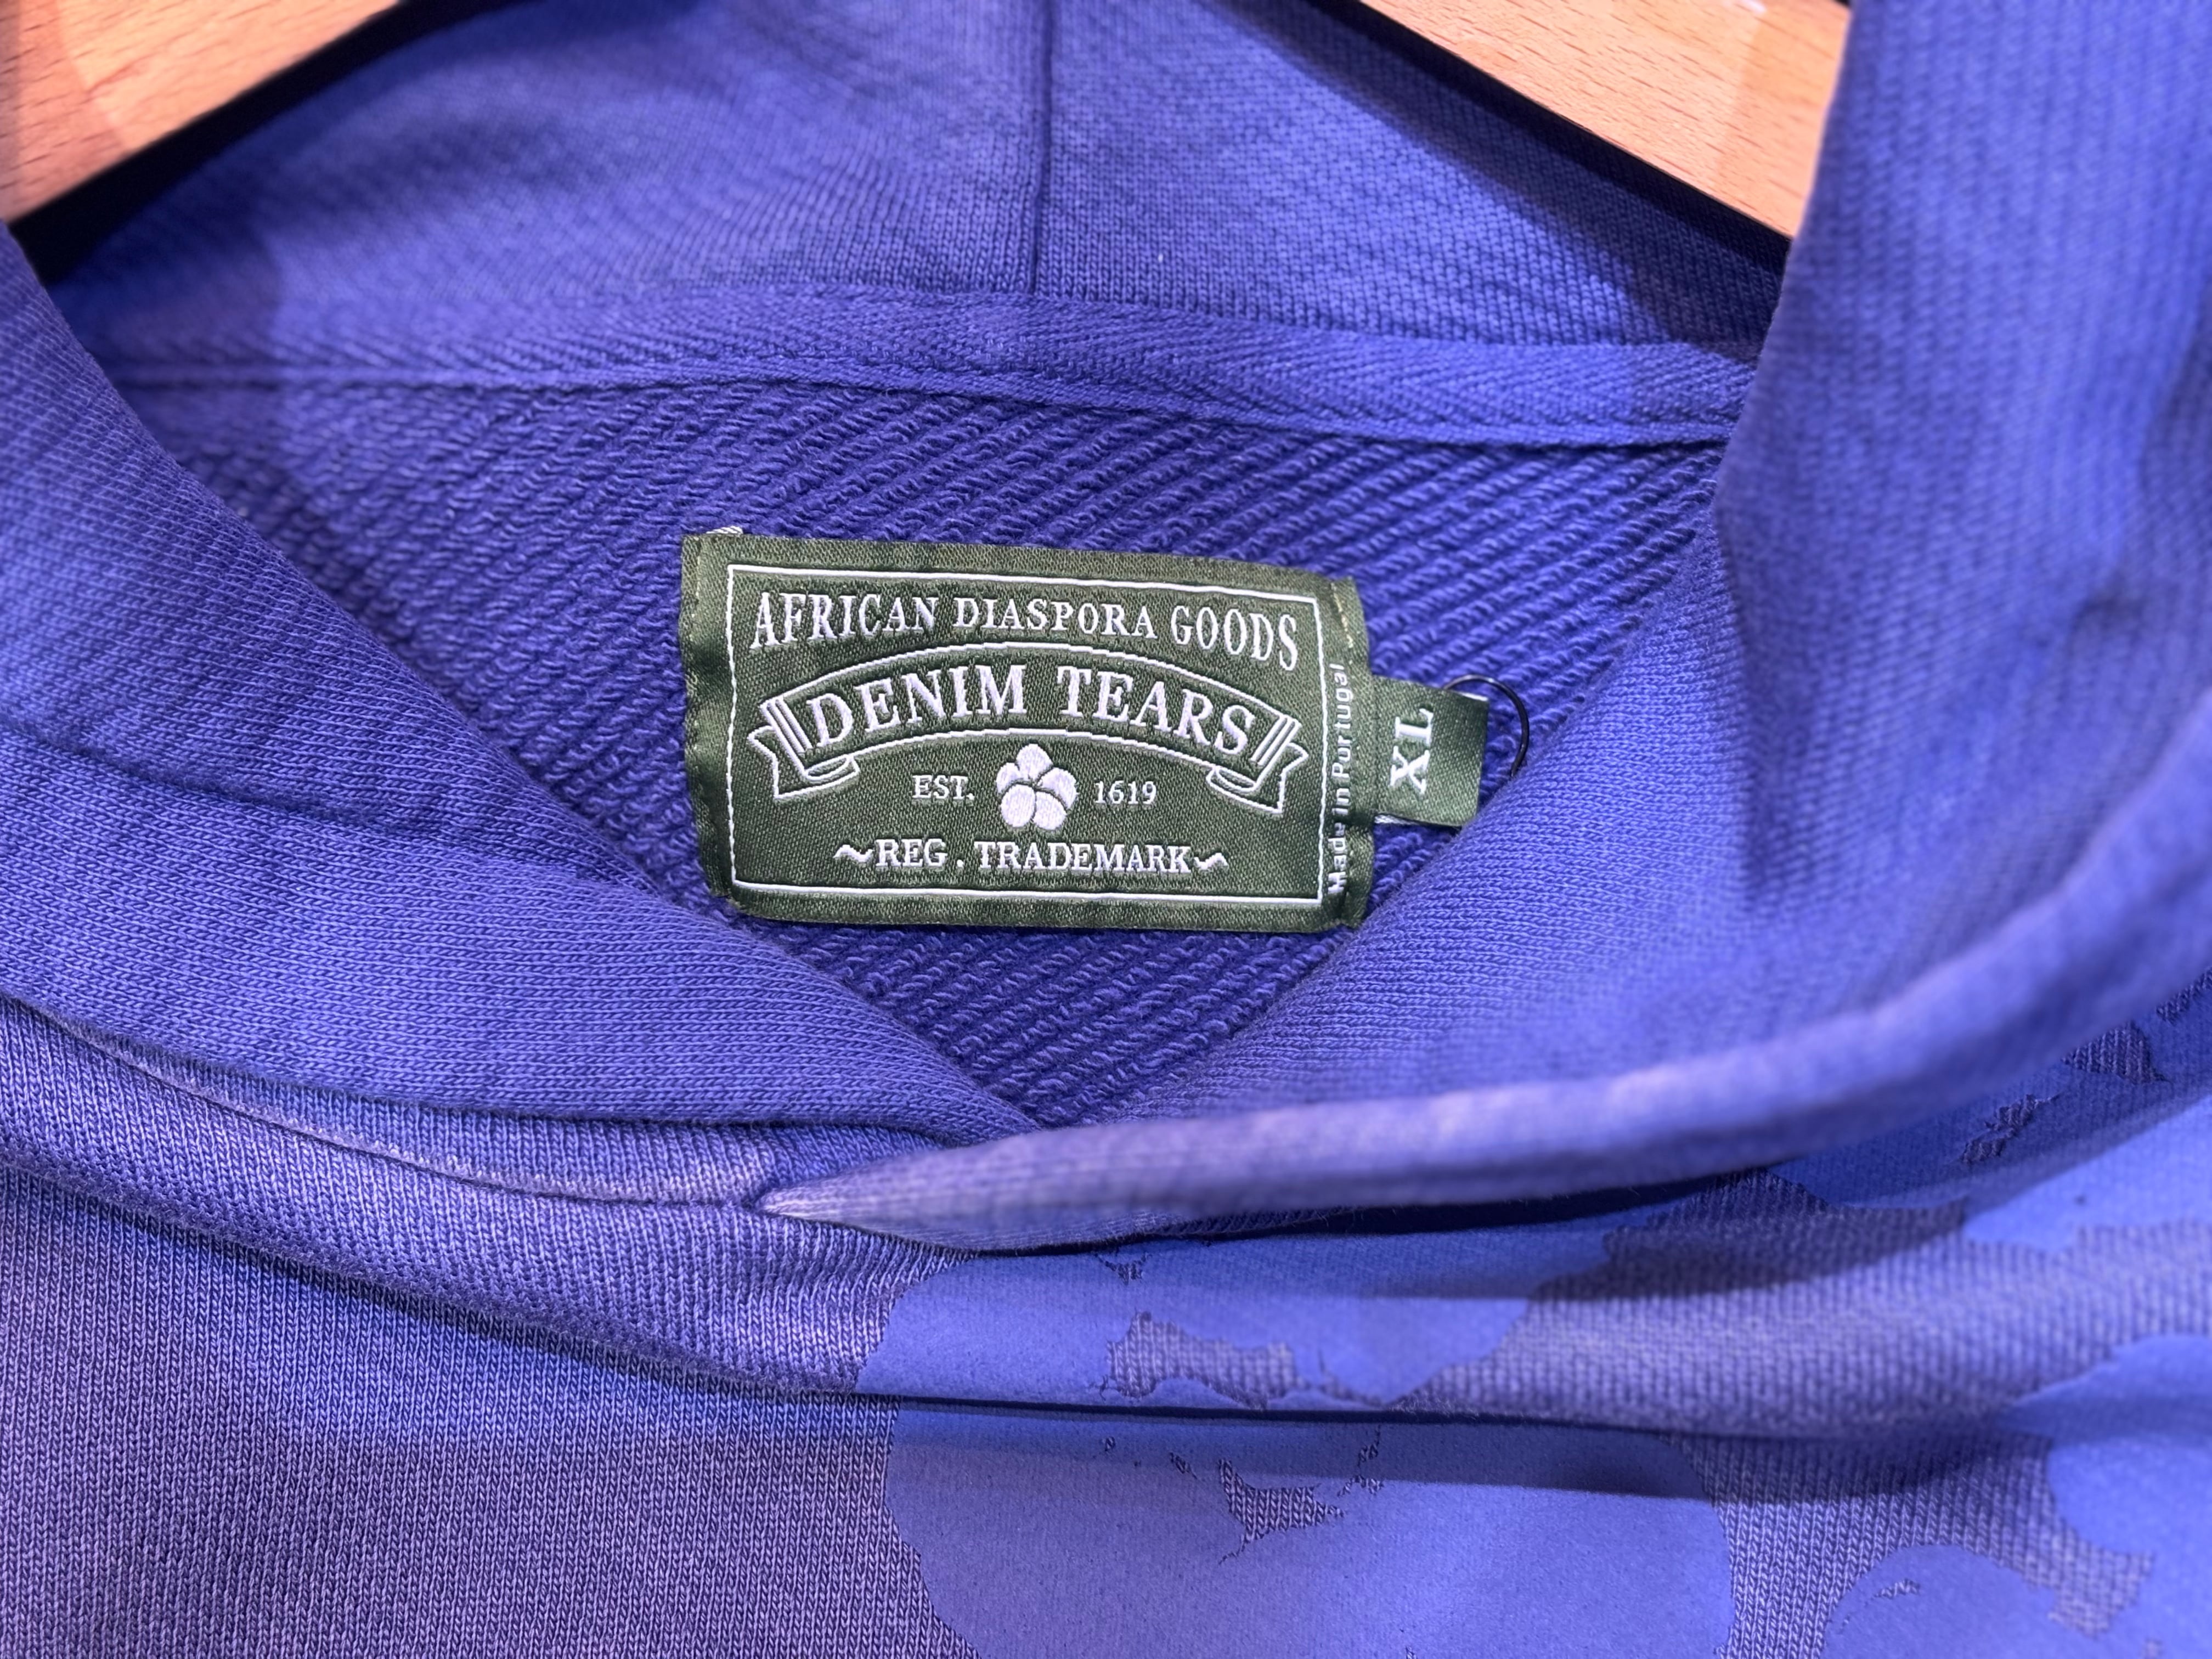 AFRICAN DIASPORA GOODS
DENIM TEARS
EST. 1619
~REG. TRADEMARK~
Made in Portugal
XL